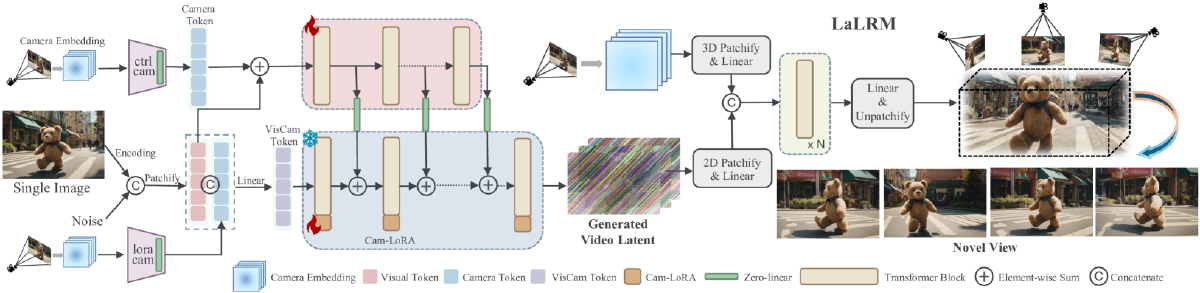 Camera
Token
Camera Embedding
ctrl
cam
Single Image
Encoding
Patchify
Noise
lora
cam
Linear
VisCam
Token
Cam-LoRA
Generated
Video Latent
3D Patchify
& Linear
2D Patchify
& Linear
× N
Linear
&
Unpatchify
LaLRM
Novel View
Camera Embedding
Visual Token
Camera Token
VisCam Token
Cam-LoRA
Zero-linear
Transformer Block
Element-wise Sum
Concatenate
C
C
C
C